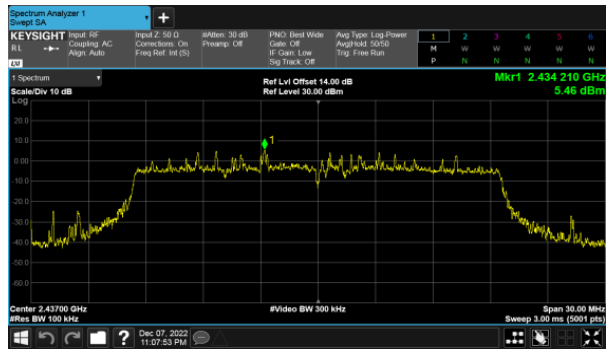 Spectrum Analyzer 1
Swept SA
+
KEYSIGHT
RL
Input: RF
Coupling: AC
Align: Auto
Input Z: 50 Ω
Corrections: On
Freq Ref: Int (S)
#Atten: 30 dB
Preamp: Off
PNO: Best Wide
Gate: Off
IF Gain: Low
Sig Track: Off
Avg Type: Log-Power
Avg|Hold: 50/50
Trig: Free Run
1 2 3 4 5 6
M W W W W W
P N N N N N
1 Spectrum
Scale/Div 10 dB
Ref Lvl Offset 14.00 dB
Ref Level 30.00 dBm
Mkr1 2.434 210 GHz
5.46 dBm
Log
20.0
10.0
0.00
-10.0
-20.0
-30.0
-40.0
-50.0
-60.0
1
Center 2.43700 GHz
#Res BW 100 kHz
#Video BW 300 kHz
Span 30.00 MHz
Sweep 3.00 ms (5001 pts)
?
Dec 07, 2022
11:07:53 PM